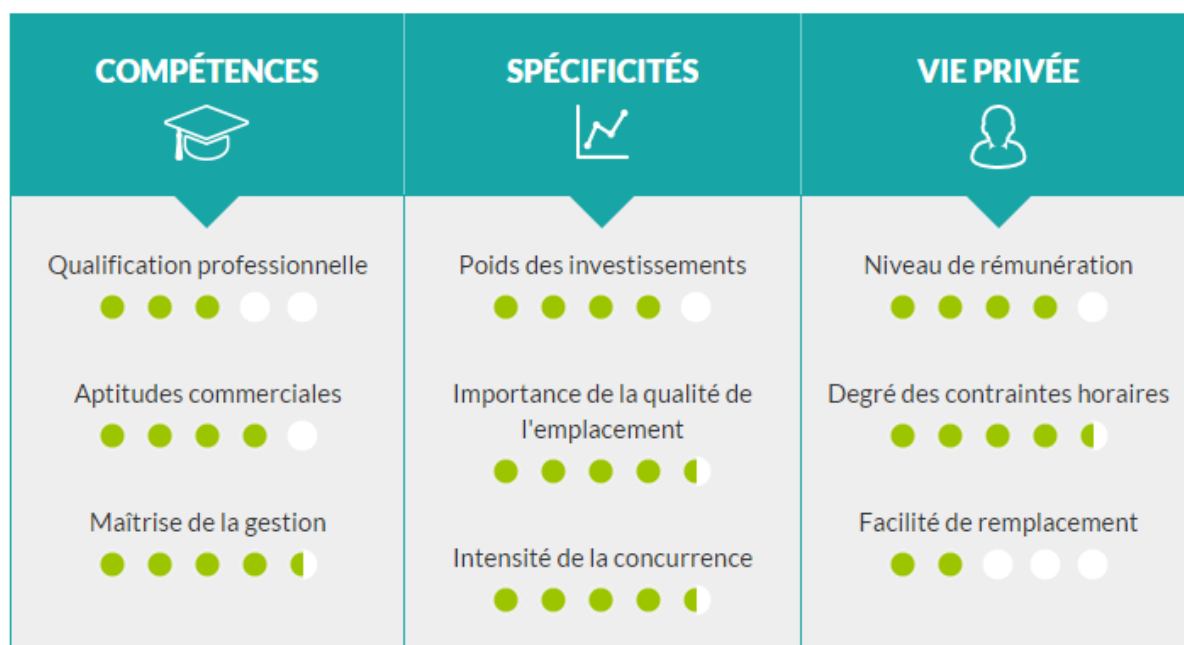 COMPÉTENCES
Qualification professionnelle
Aptitudes commerciales
Maîtrise de la gestion
SPÉCIFICITÉS
Poids des investissements
Importance de la qualité de
l'emplacement
Intensité de la concurrence
VIE PRIVÉE
Niveau de rémunération
Degré des contraintes horaires
Facilité de remplacement